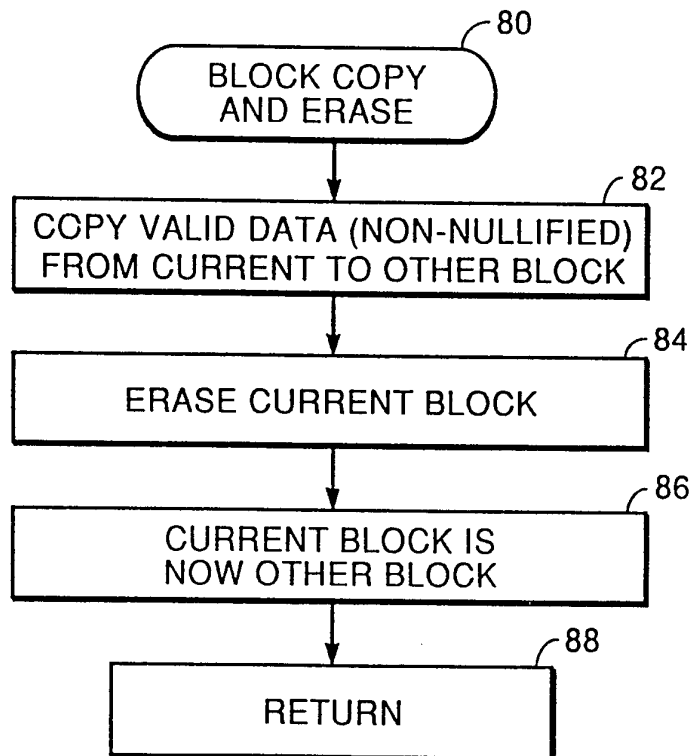 80
BLOCK COPY
AND ERASE
82
COPY VALID DATA (NON-NULLIFIED)
FROM CURRENT TO OTHER BLOCK
84
ERASE CURRENT BLOCK
86
CURRENT BLOCK IS
NOW OTHER BLOCK
88
RETURN